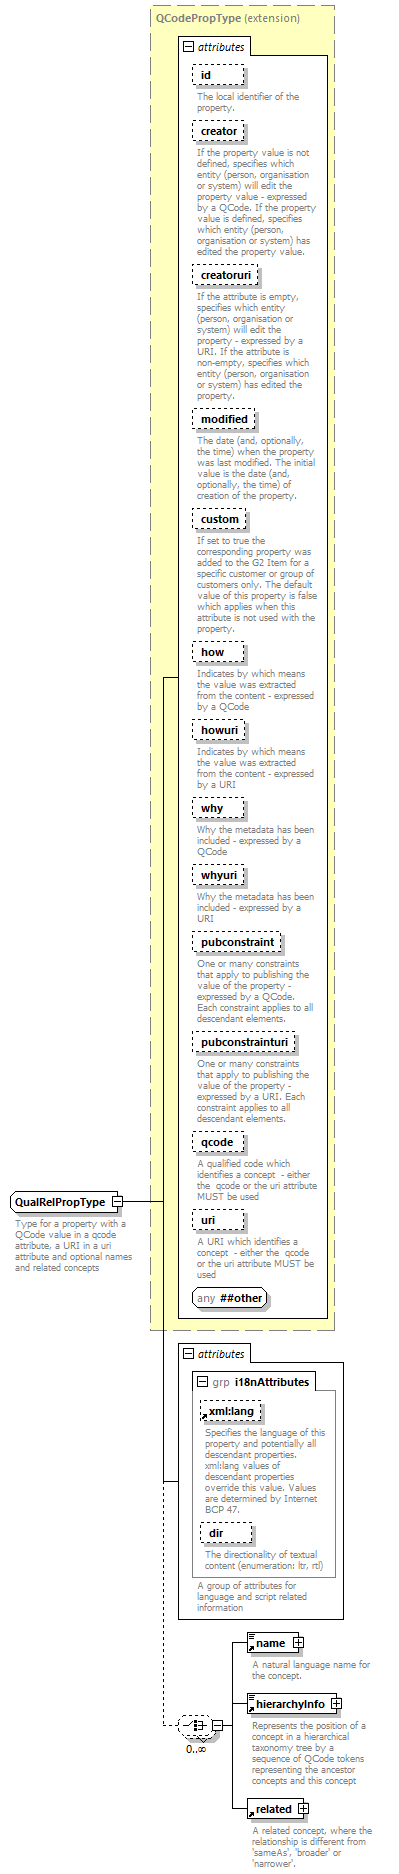 QCodePropType (extension)
attributes
id
The local identifier of the
property.
creator
If the property value is not
defined, specifies which
entity (person, organisation
or system) will edit the
property value - expressed
by a QCode. If the property
value is defined, specifies
which entity (person,
organisation or system) has
edited the property value.
creatoruri
If the attribute is empty,
specifies which entity
(person, organisation or
system) will edit the
property - expressed by a
URI. If the attribute is
non-empty, specifies which
entity (person, organisation
or system) has edited the
property.
modified
The date (and, optionally,
the time) when the property
was last modified. The initial
value is the date (and,
optionally, the time) of
creation of the property.
custom
If set to true the
corresponding property was
added to the G2 Item for a
specific customer or group of
customers only. The default
value of this property is false
which applies when this
attribute is not used with the
property.
how
Indicates by which means
the value was extracted
from the content - expressed
by a QCode
howuri
Indicates by which means
the value was extracted
from the content - expressed
by a URI
why
Why the metadata has been
included - expressed by a
QCode
whyuri
Why the metadata has been
included - expressed by a
URI
pubconstraint
One or many constraints
that apply to publishing the
value of the property -
expressed by a QCode.
Each constraint applies to all
descendant elements.
pubconstrainturi
One or many constraints
that apply to publishing the
value of the property -
expressed by a URI. Each
constraint applies to all
descendant elements.
qcode
A qualified code which
identifies a concept  - either
the  qcode or the uri attribute
MUST be used
uri
A URI which identifies a
concept  - either the  qcode
or the uri attribute MUST be
used
any ##other
QualRelPropType
Type for a property with a
QCode value in a qcode
attribute, a URI in a uri
attribute and optional names
and related concepts
attributes
grp i18nAttributes
xml:lang
Specifies the language of this
property and potentially all
descendant properties.
xml:lang values of
descendant properties
override this value. Values
are determined by Internet
BCP 47.
dir
The directionality of textual
content (enumeration: ltr, rtl)
A group of attributes for
language and script related
information
0..∞
name
A natural language name for
the concept.
hierarchyInfo
Represents the position of a
concept in a hierarchical
taxonomy tree by a
sequence of QCode tokens
representing the ancestor
concepts and this concept
related
A related concept, where the
relationship is different from
'sameAs', 'broader' or
'narrower'.